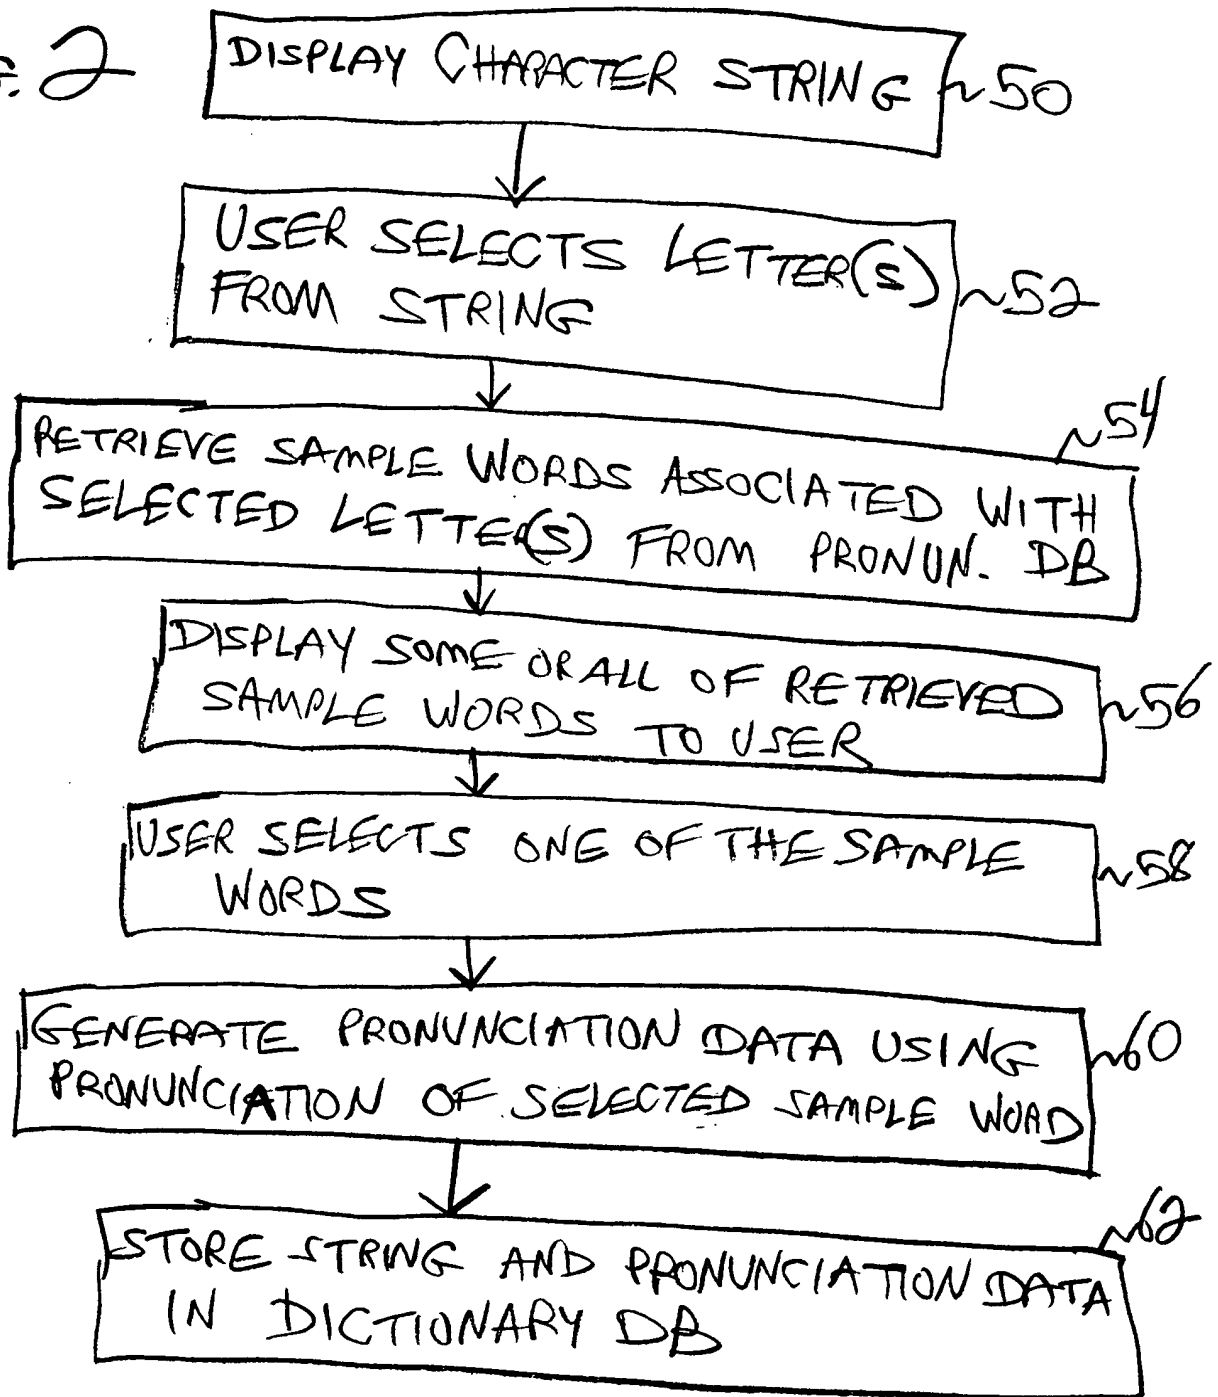 : 2
DISPLAY CHARACTER STRING
~50
USER SELECTS LETTER(S)
FROM STRING
~52
~54
RETRIEVE SAMPLE WORDS ASSOCIATED WITH
SELECTED LETTER(S) FROM PRONUN. DB
DISPLAY SOME OR ALL OF RETRIEVED
SAMPLE WORDS TO USER
~56
USER SELECTS ONE OF THE SAMPLE
WORDS
~58
GENERATE PRONUNCIATION DATA USING
PRONUNCIATION OF SELECTED SAMPLE WORD
~60
~62
STORE STRING AND PRONUNCIATION DATA
IN DICTIONARY DB